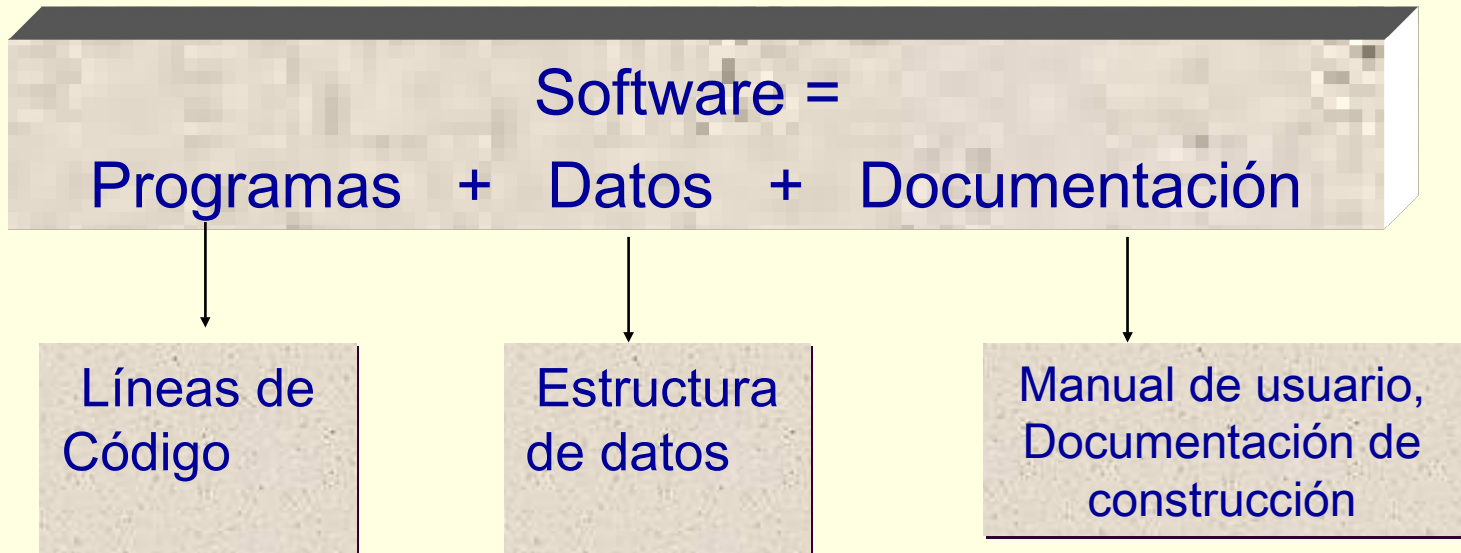 Software =
Programas + Datos + Documentación
Líneas de
Código
Estructura
de datos
Manual de usuario,
Documentación de
construcción